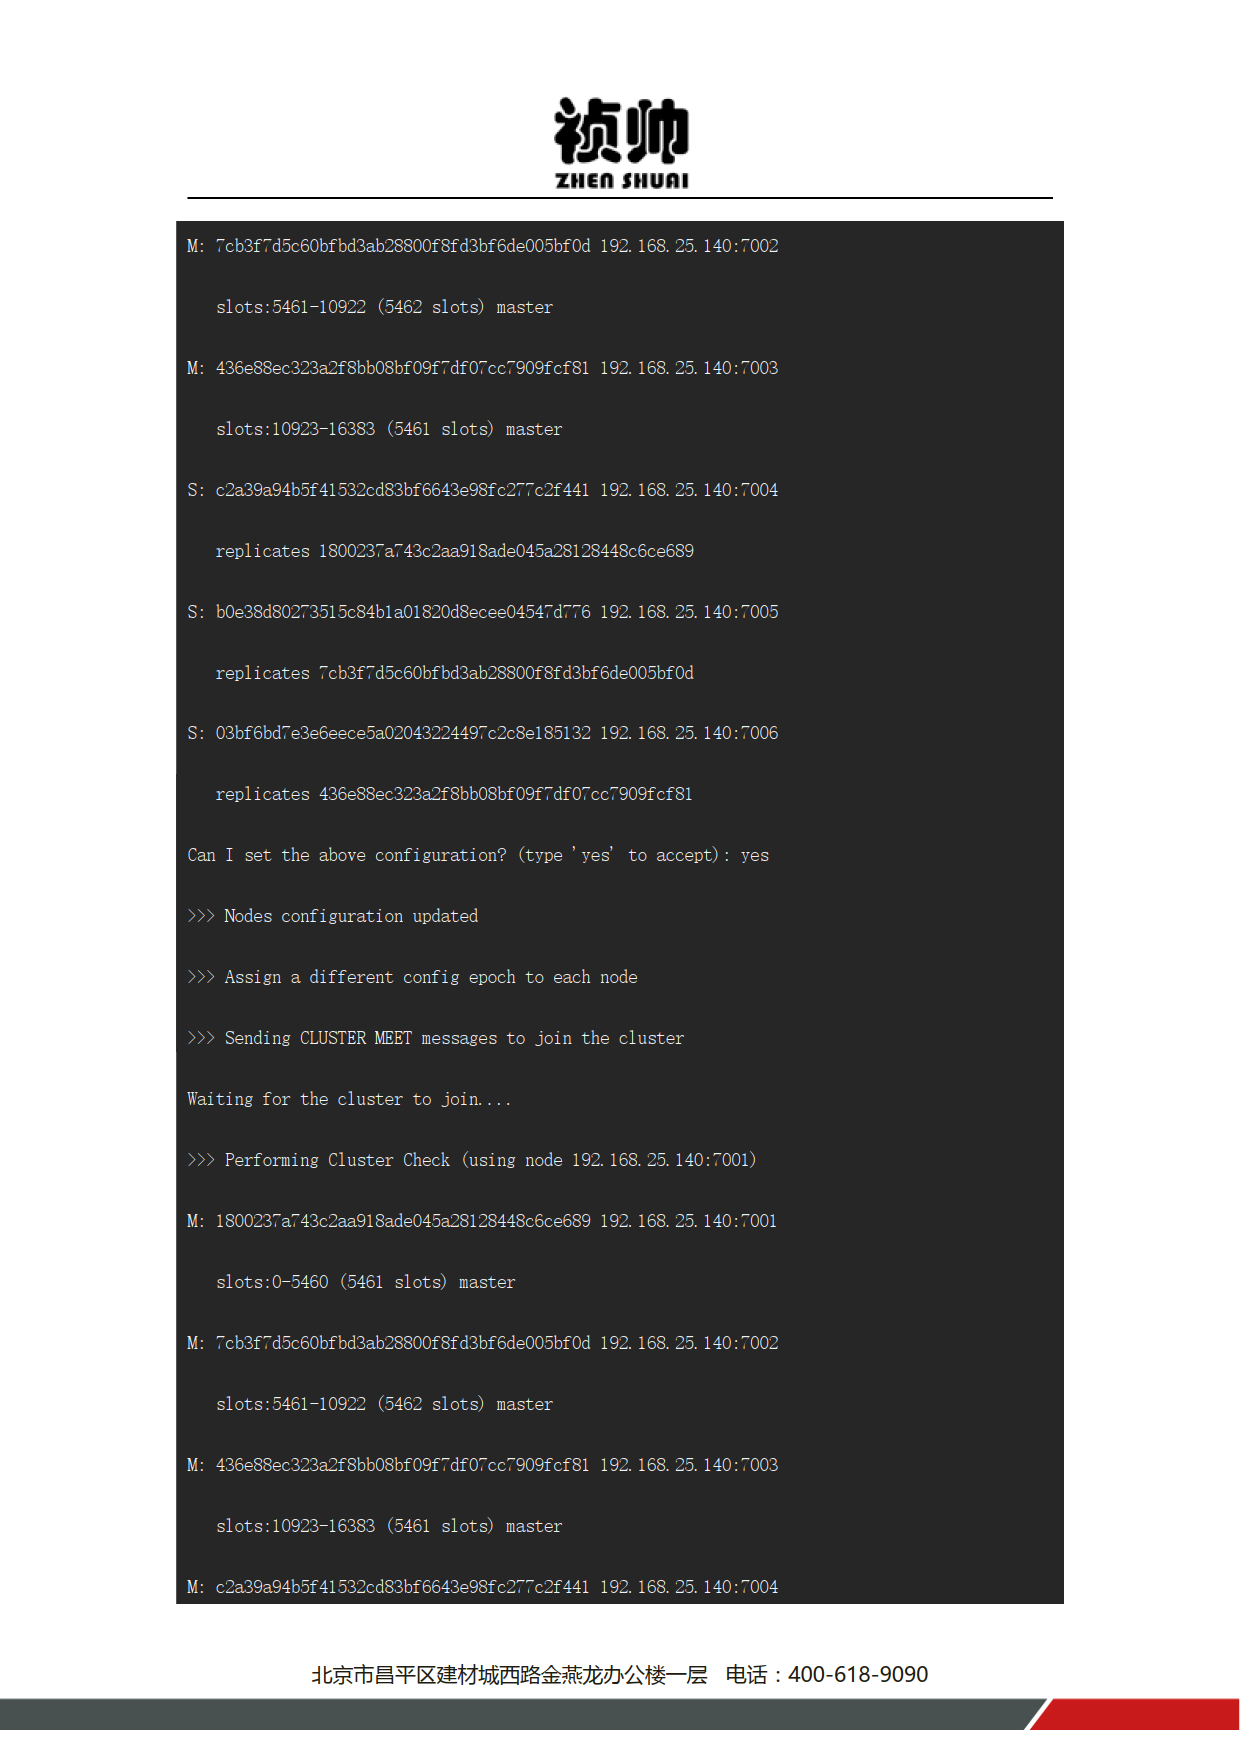 祯帅
ZHEN SHUAI
M: 7cb3f7d5c60bfbd3ab28800f8fd3bf6de005bf0d 192.168.25.140:7002
slots:5461-10922 (5462 slots) master
M: 436e88ec323a2f8bb08bf09f7df07cc7909fcf81 192.168.25.140:7003
slots:10923-16383 (5461 slots) master
S: c2a39a94b5f41532cd83bf6643e98fc277c2f441 192.168.25.140:7004
replicates 1800237a743c2aa918ade045a28128448c6ce689
S: b0e38d80273515c84b1a01820d8ecee04547d776 192.168.25.140:7005
replicates 7cb3f7d5c60bfbd3ab28800f8fd3bf6de005bf0d
S: 03bf6bd7e3e6eece5a02043224497c2c8e185132 192.168.25.140:7006
replicates 436e88ec323a2f8bb08bf09f7df07cc7909fcf81
Can I set the above configuration? (type 'yes' to accept): yes
>>> Nodes configuration updated
>>> Assign a different config epoch to each node
>>> Sending CLUSTER MEET messages to join the cluster
Waiting for the cluster to join....
>>> Performing Cluster Check (using node 192.168.25.140:7001)
M: 1800237a743c2aa918ade045a28128448c6ce689 192.168.25.140:7001
slots:0-5460 (5461 slots) master
M: 7cb3f7d5c60bfbd3ab28800f8fd3bf6de005bf0d 192.168.25.140:7002
slots:5461-10922 (5462 slots) master
M: 436e88ec323a2f8bb08bf09f7df07cc7909fcf81 192.168.25.140:7003
slots:10923-16383 (5461 slots) master
M: c2a39a94b5f41532cd83bf6643e98fc277c2f441 192.168.25.140:7004
北京市昌平区建材城西路金燕龙办公楼一层 电话：400-618-9090